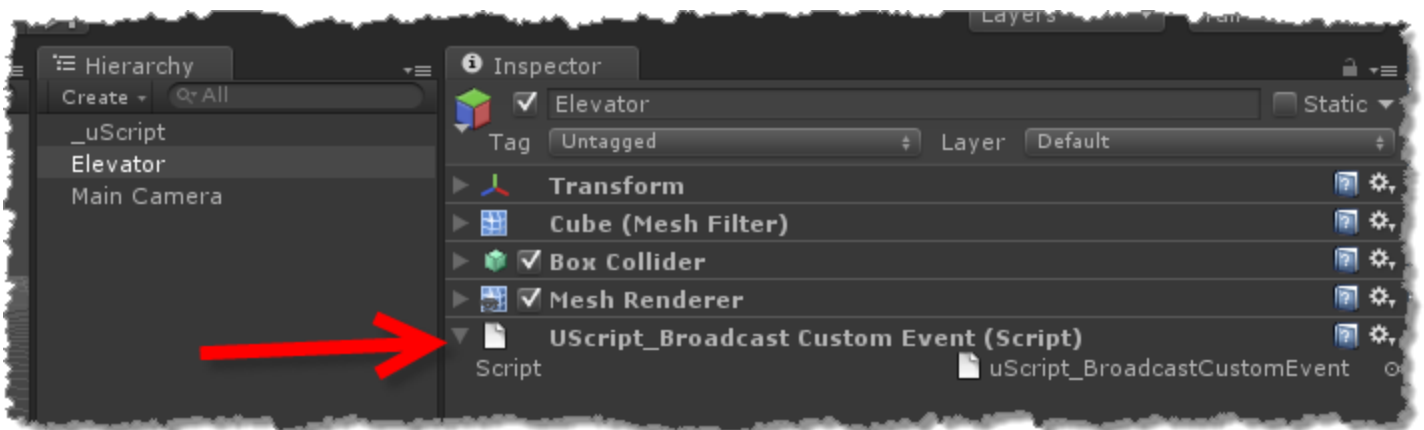 Layers
Hierarchy
Create
All
_uScript
Elevator
Main Camera
Inspector
Elevator
Static
Tag Untagged Layer Default
Transform
Cube (Mesh Filter)
Box Collider
Mesh Renderer
UScript_Broadcast Custom Event (Script)
Script uScript_BroadcastCustomEvent